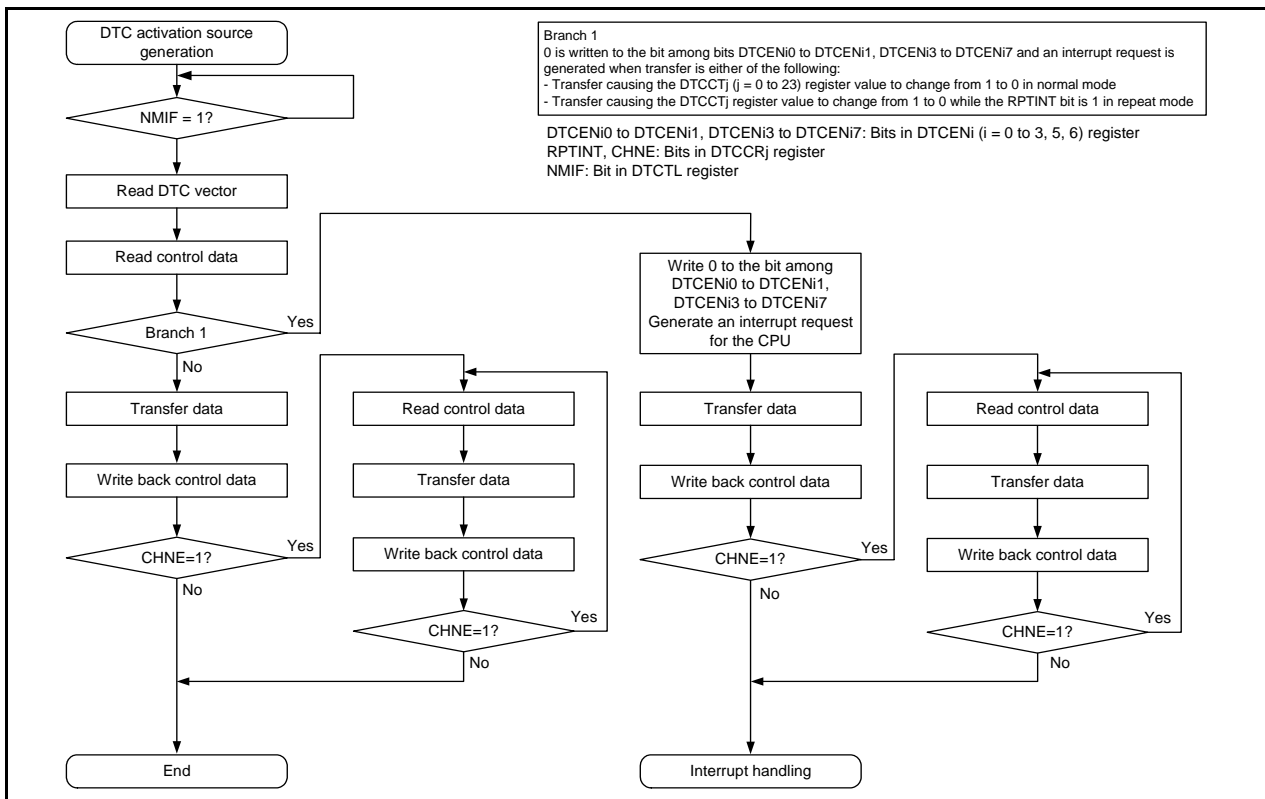 DTC activation source
generation
NMIF = 1?
Read DTC vector
Read control data
Branch 1
Yes
No
Transfer data
Write back control data
CHNE=1?
Yes
No
End
Read control data
Transfer data
Write back control data
CHNE=1?
Yes
No
Branch 1
0 is written to the bit among bits DTCENi0 to DTCENi1, DTCENi3 to DTCENi7 and an interrupt request is
generated when transfer is either of the following:
- Transfer causing the DTCCTj (j = 0 to 23) register value to change from 1 to 0 in normal mode
- Transfer causing the DTCCTj register value to change from 1 to 0 while the RPTINT bit is 1 in repeat mode
DTCENi0 to DTCENi1, DTCENi3 to DTCENi7: Bits in DTCENi (i = 0 to 3, 5, 6) register
RPTINT, CHNE: Bits in DTCCRj register
NMIF: Bit in DTCTL register
Write 0 to the bit among
DTCENi0 to DTCENi1,
DTCENi3 to DTCENi7
Generate an interrupt request
for the CPU
Transfer data
Write back control data
CHNE=1?
Yes
No
Interrupt handling
Read control data
Transfer data
Write back control data
CHNE=1?
Yes
No